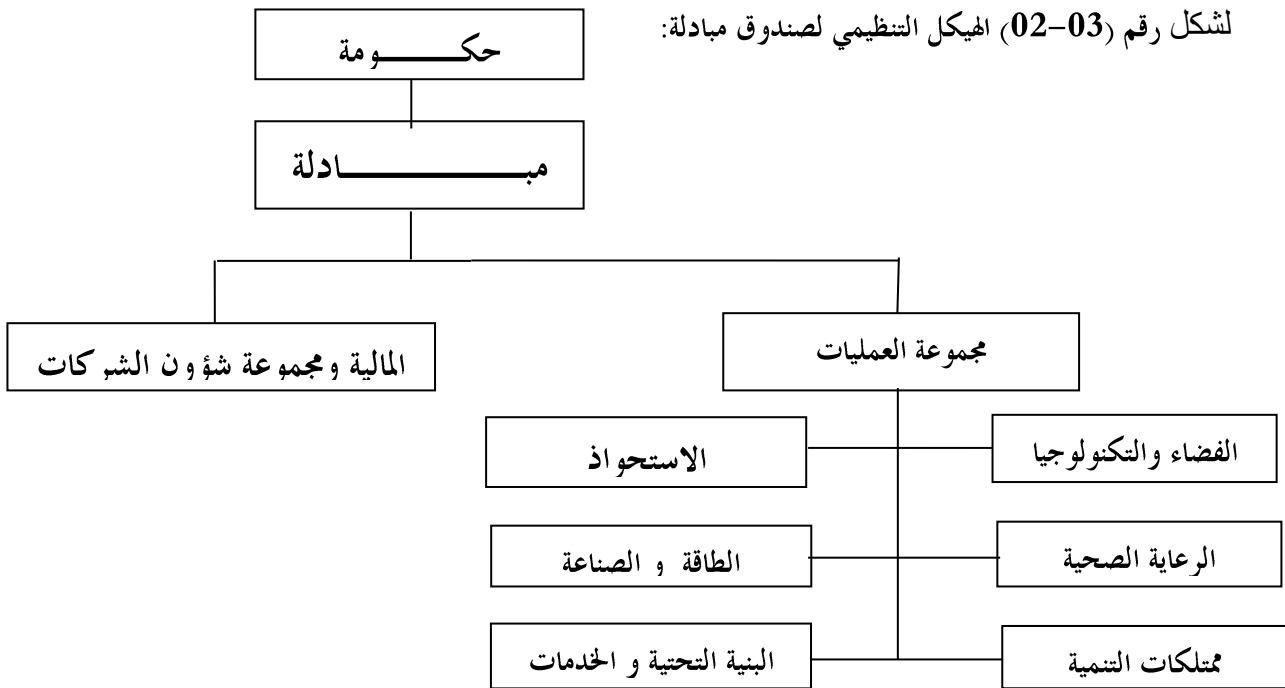 لشكل رقم (03-02) الهيكل التنظيمي لصندوق مبادلة:
حكـــــومة
مبـــــــــادلة
مجموعة العمليات
المالية ومجموعة شؤون الشركات
الفضاء والتكنولوجيا
الاستحواذ
الرعاية الصحية
الطاقة و الصناعة
ممتلكات التنمية
البنية التحتية و الخدمات